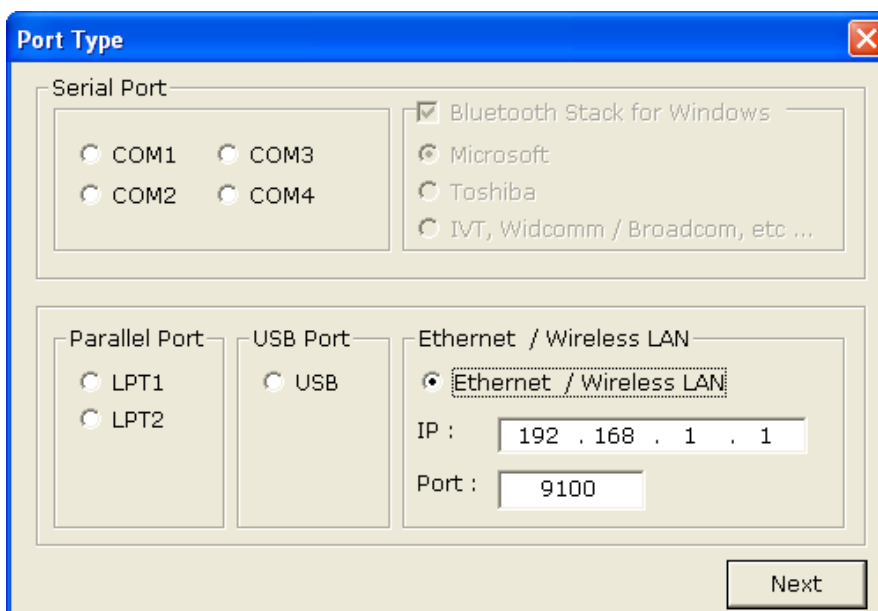 Port Type
Serial Port
COM1 COM3
COM2 COM4
Bluetooth Stack for Windows
Microsoft
Toshiba
IVT, Widcomm / Broadcom, etc ...
Parallel Port
LPT1
LPT2
USB Port
USB
Ethernet / Wireless LAN
Ethernet / Wireless LAN
IP : 192 . 168 . 1 . 1
Port : 9100
Next